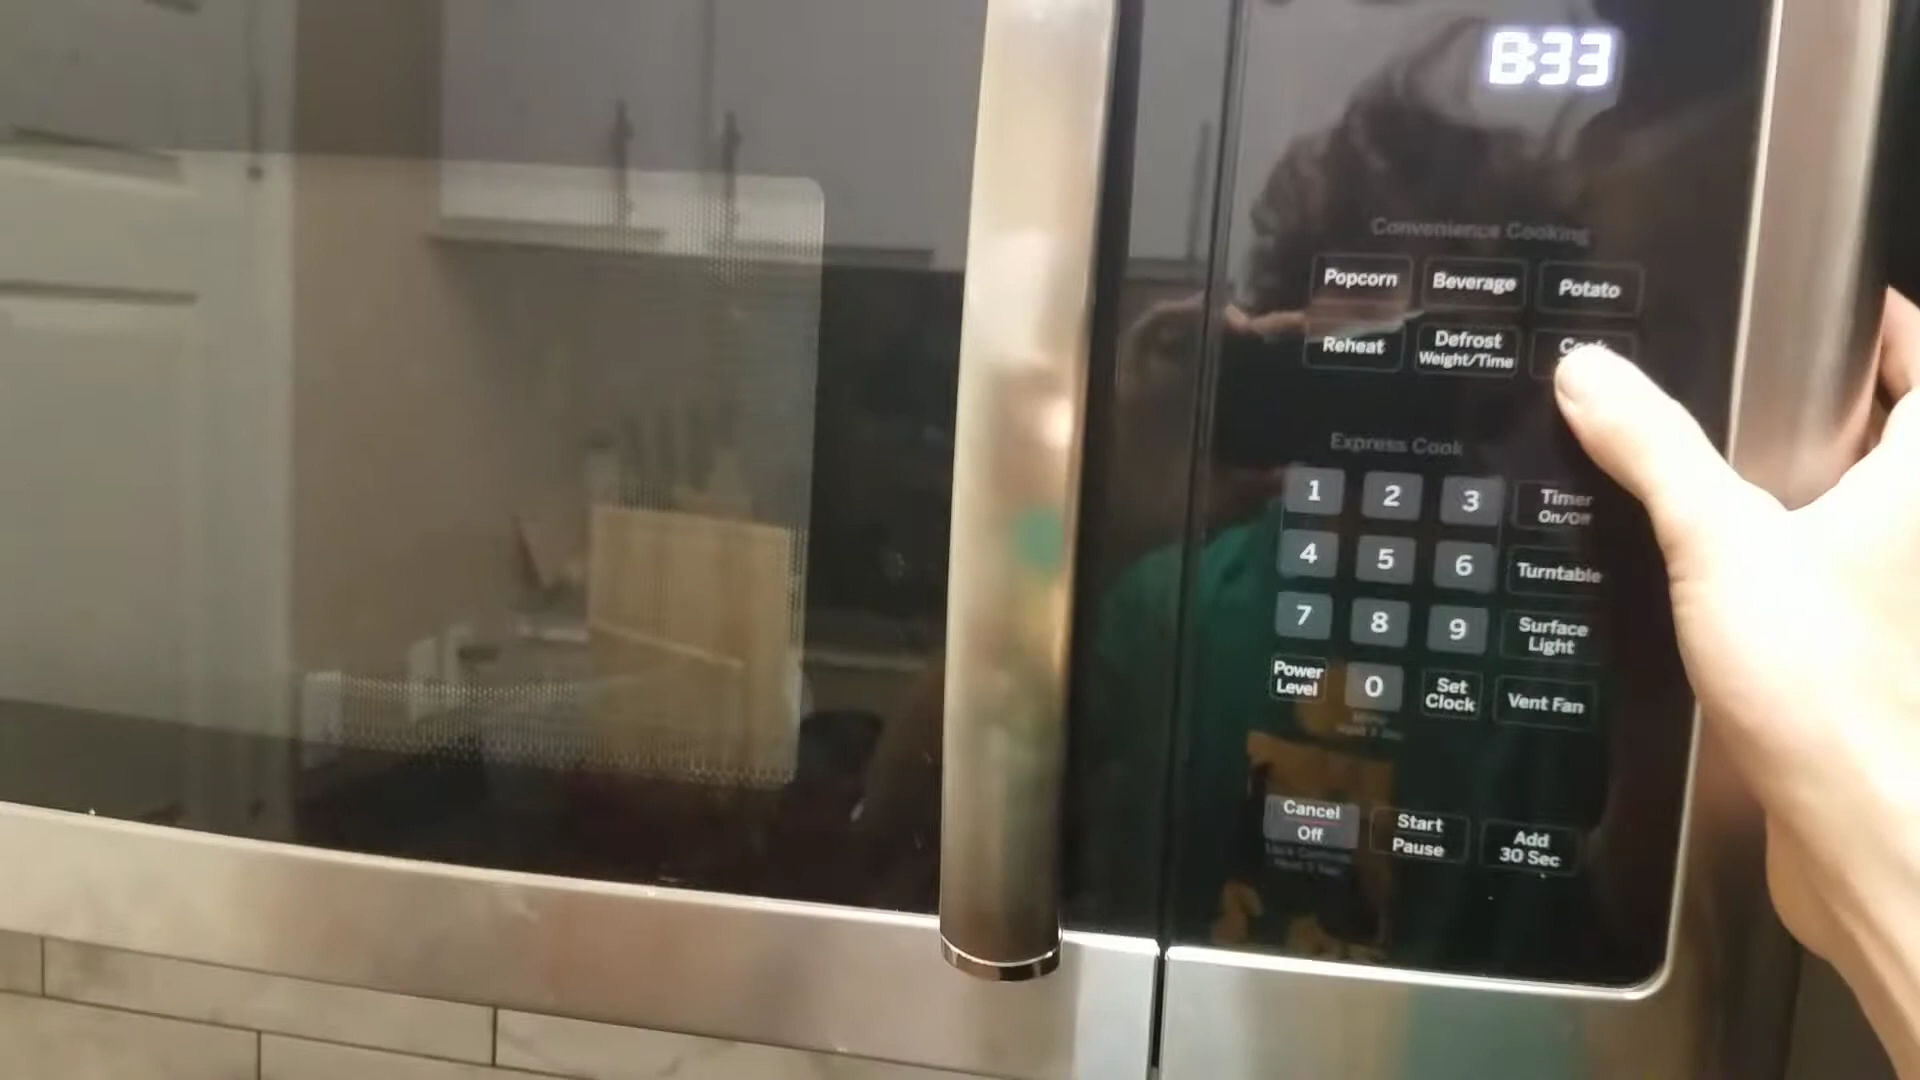 8:33
Convenience Cooking
Popcorn
Beverage
Potato
Reheat
Defrost
Weight/Time
Cook
Express Cook
1
2
3
Timer
On/Off
4
5
6
Turntable
7
8
9
Surface
Light
Power
Level
0
Set
Clock
Vent Fan
Cancel
Off
Start
Pause
Add
30 Sec